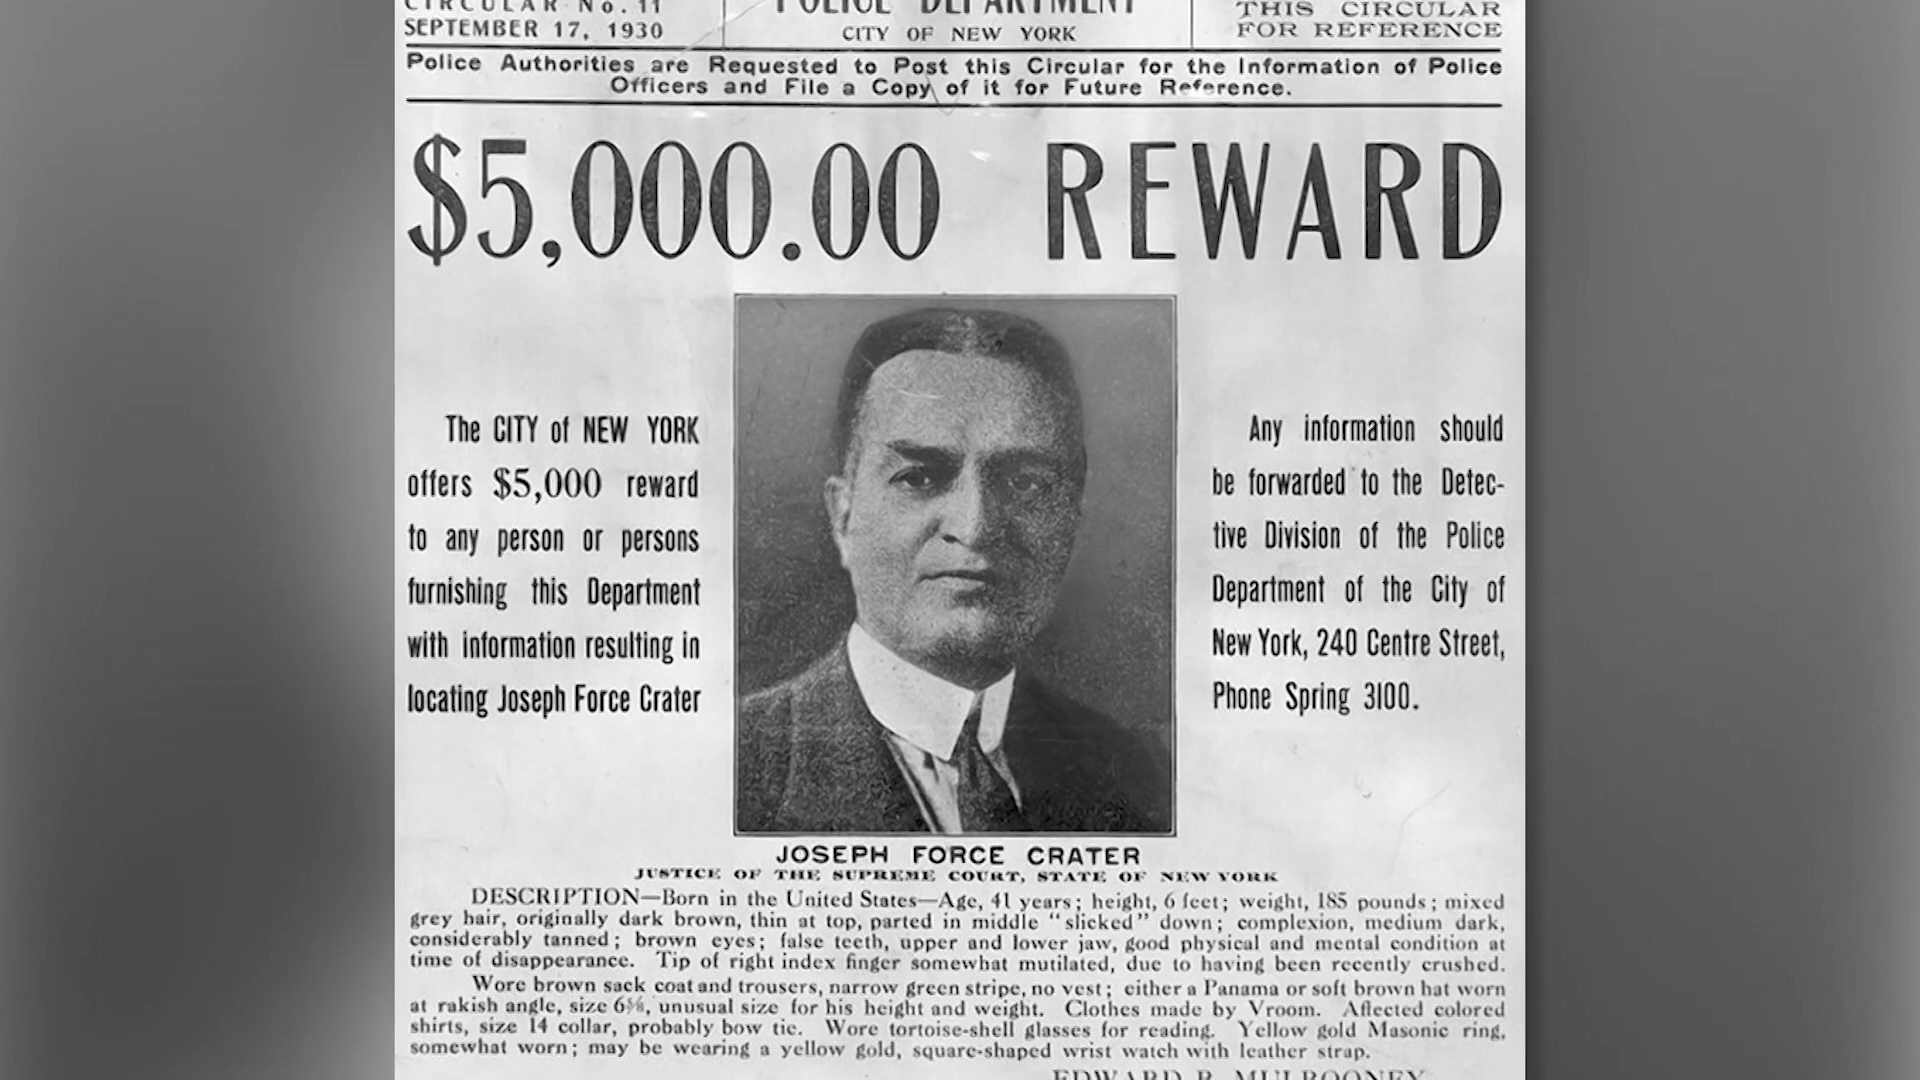 CIRCULAR No. 11
SEPTEMBER 17, 1930
POLICE DEPARTMENT
CITY OF NEW YORK
THIS CIRCULAR
FOR REFERENCE
Police Authorities are Requested to Post this Circular for the Information of Police
Officers and File a Copy of it for Future Reference.
$5,000.00 REWARD
The CITY of NEW YORK
offers $5,000 reward
to any person or persons
furnishing this Department
with information resulting in
locating Joseph Force Crater
Any information should
be forwarded to the Detec-
tive Division of the Police
Department of the City of
New York, 240 Centre Street,
Phone Spring 3100.
JOSEPH FORCE CRATER
JUSTICE OF THE SUPREME COURT, STATE OF NEW YORK
DESCRIPTION—Born in the United States—Age, 41 years; height, 6 feet; weight, 185 pounds; mixed
grey hair, originally dark brown, thin at top, parted in middle "slicked" down; complexion, medium dark,
considerably tanned; brown eyes; false teeth, upper and lower jaw, good physical and mental condition at
time of disappearance. Tip of right index finger somewhat mutilated, due to having been recently crushed.
Wore brown sack coat and trousers, narrow green stripe, no vest; either a Panama or soft brown hat worn
at rakish angle, size 6⅝, unusual size for his height and weight. Clothes made by Vroom. Affected colored
shirts, size 14 collar, probably bow tie. Wore tortoise-shell glasses for reading. Yellow gold Masonic ring,
somewhat worn; may be wearing a yellow gold, square-shaped wrist watch with leather strap.
EDWARD P. MULROONEY